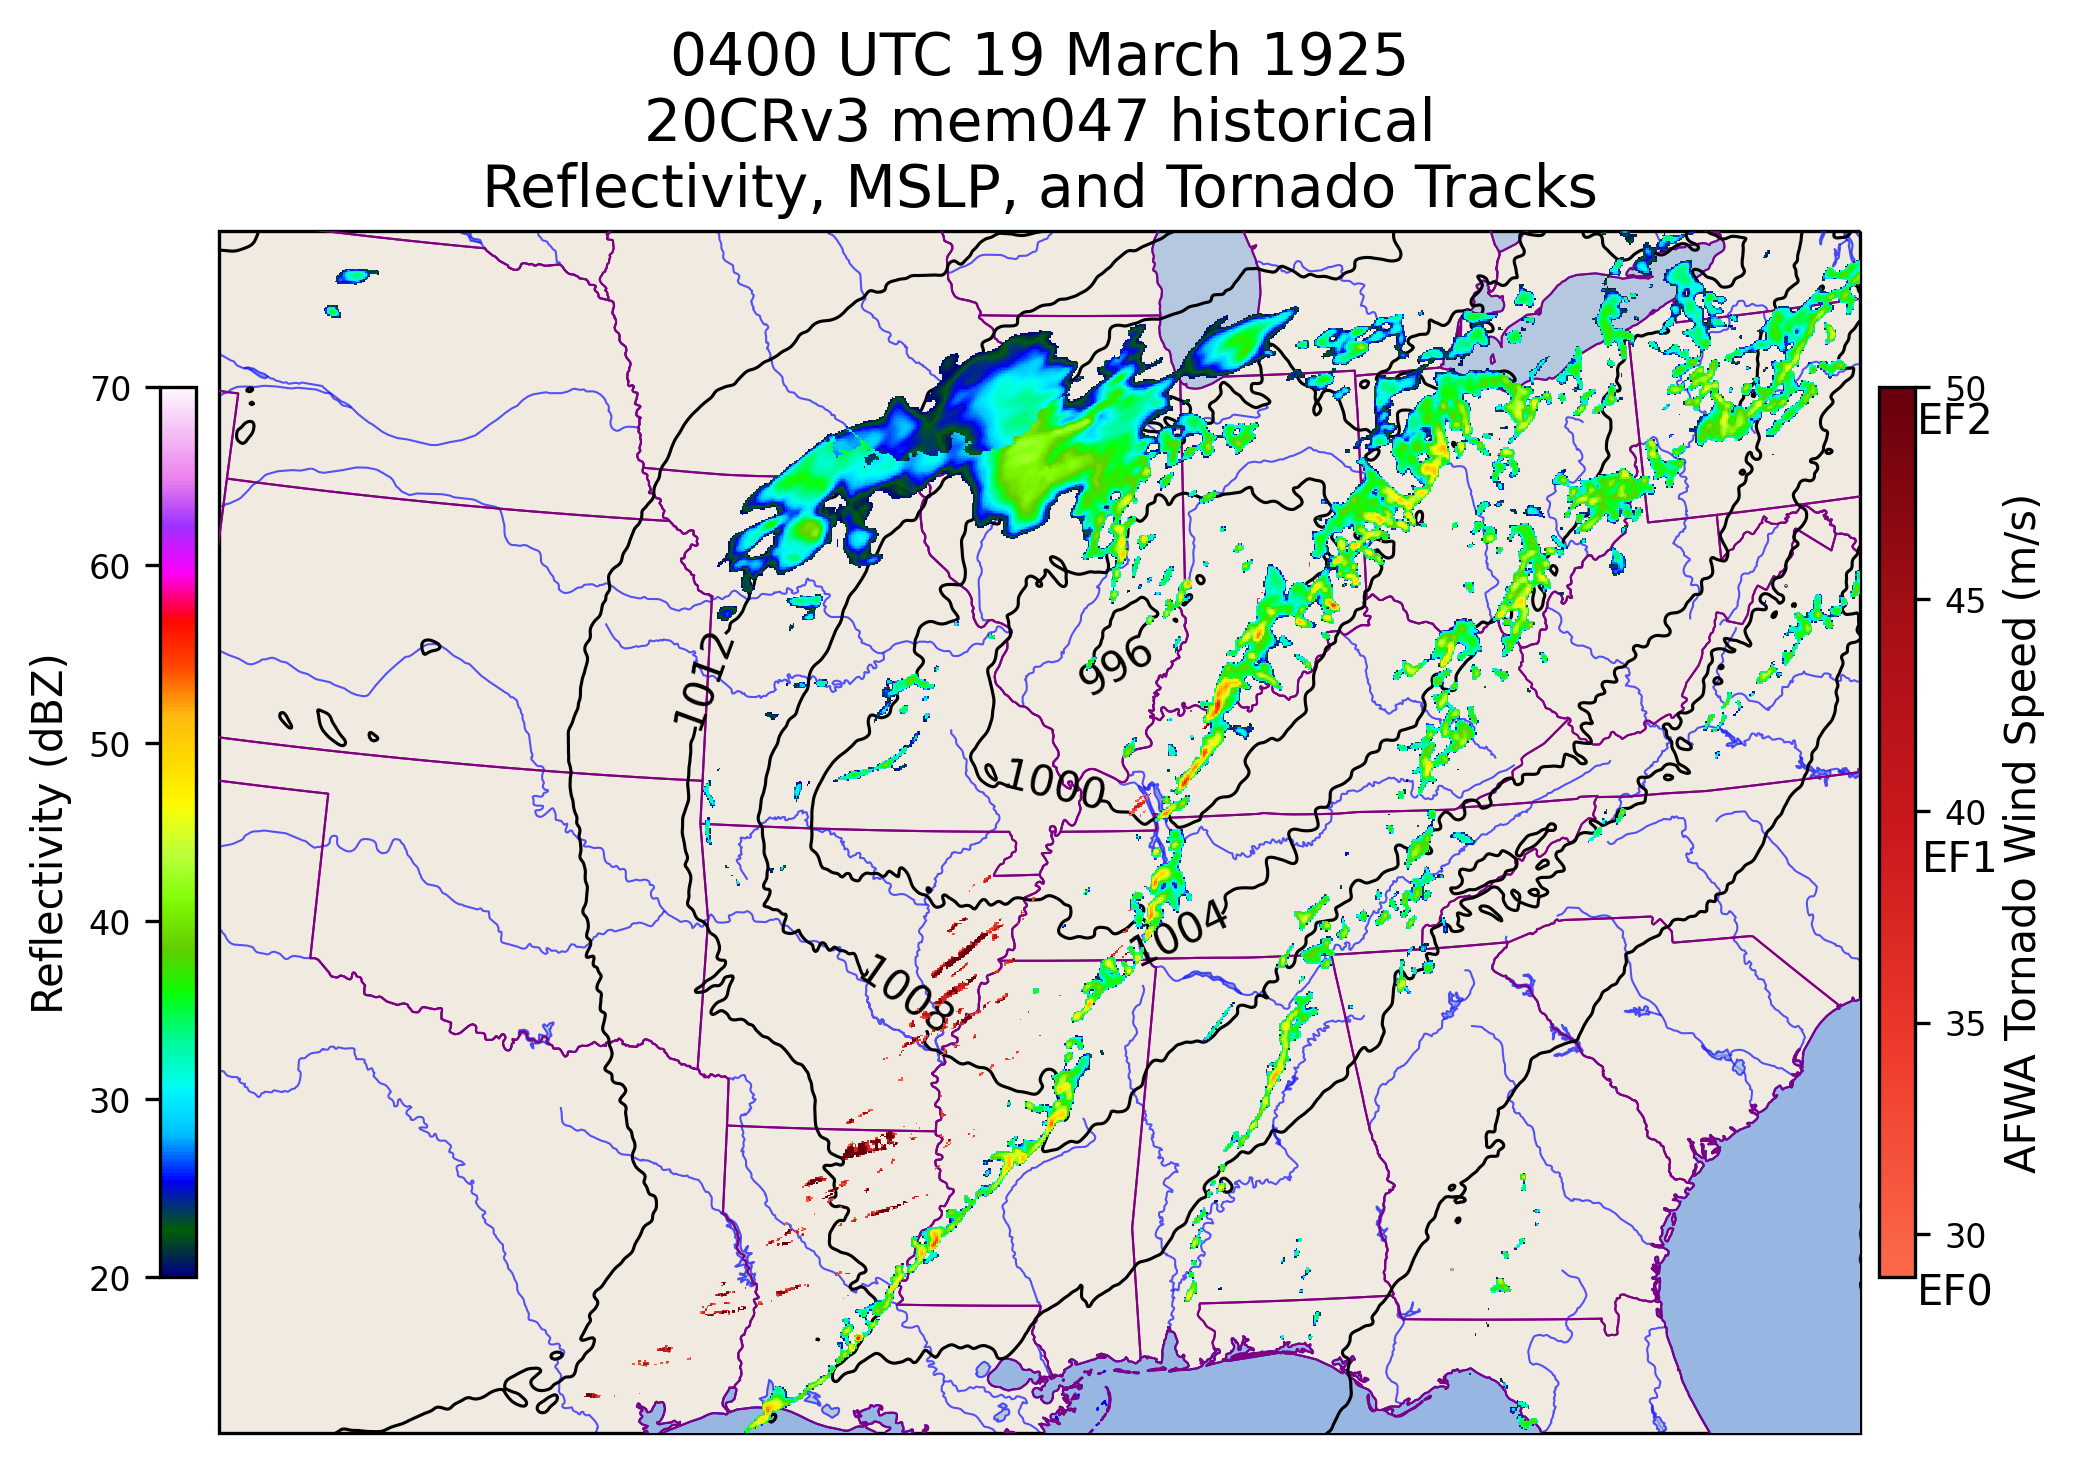 0400 UTC 19 March 1925
20CRv3 mem047 historical
Reflectivity, MSLP, and Tornado Tracks
Reflectivity (dBZ)
70
60
50
40
30
20
1012
996
1000
1004
1008
50
EF2
45
40
EF1
35
30
EF0
AFWA Tornado Wind Speed (m/s)